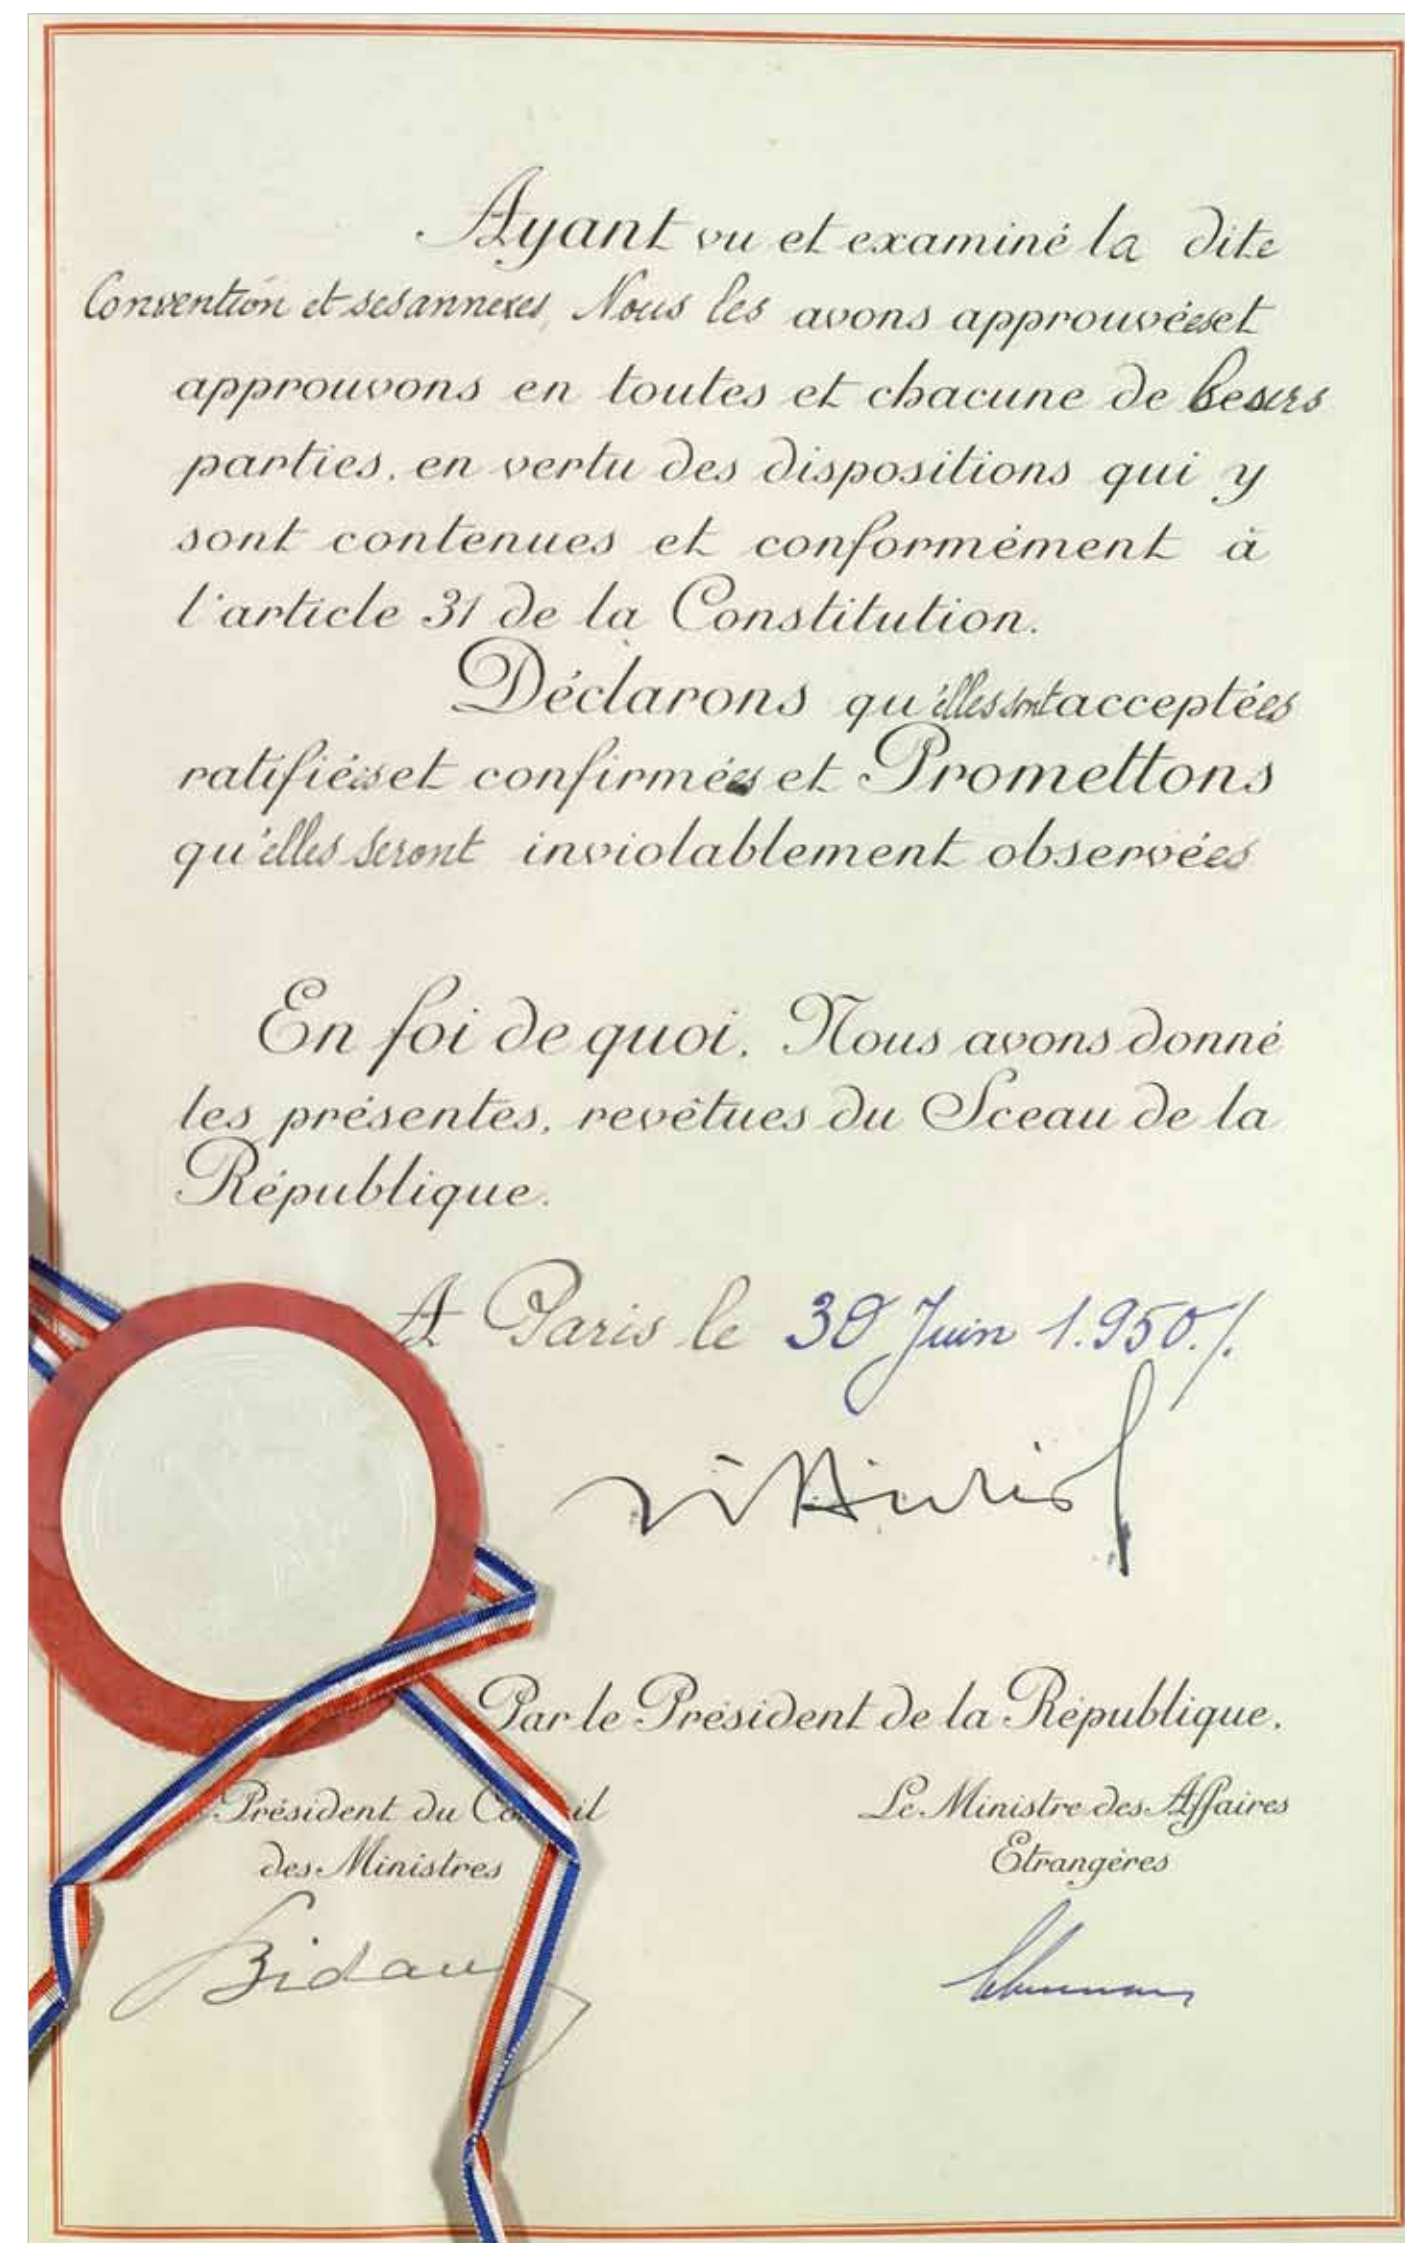 Ayant vu et examiné la dite
Convention et ses annexes, Nous les avons approuvées et
approuvons en toutes et chacune de leurs
parties, en vertu des dispositions qui y
sont contenues et conformément à
l'article 31 de la Constitution.
Déclarons qu'elles sont acceptées
ratifiées et confirmées et Promettons
qu'elles seront inviolablement observées
En foi de quoi, Nous avons donné
les présentes, revêtues du Sceau de la
République.
A Paris le 30 Juin 1.950./.
Par le Président de la République.
Président du Conseil
des Ministres
Le Ministre des Affaires
Etrangères
Bidault